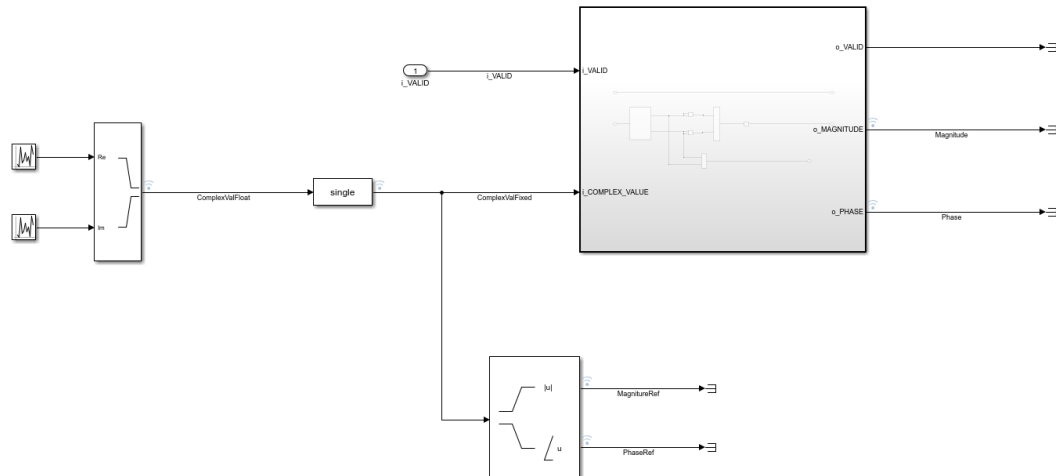 o_VALID
1
i_VALID
i_VALID
i_VALID
o_MAGNITUDE
Magnitude
Re
ComplexValFloat
single
ComplexValFixed
i_COMPLEX_VALUE
o_PHASE
Phase
Im
|u|
MagnitureRef
u
PhaseRef